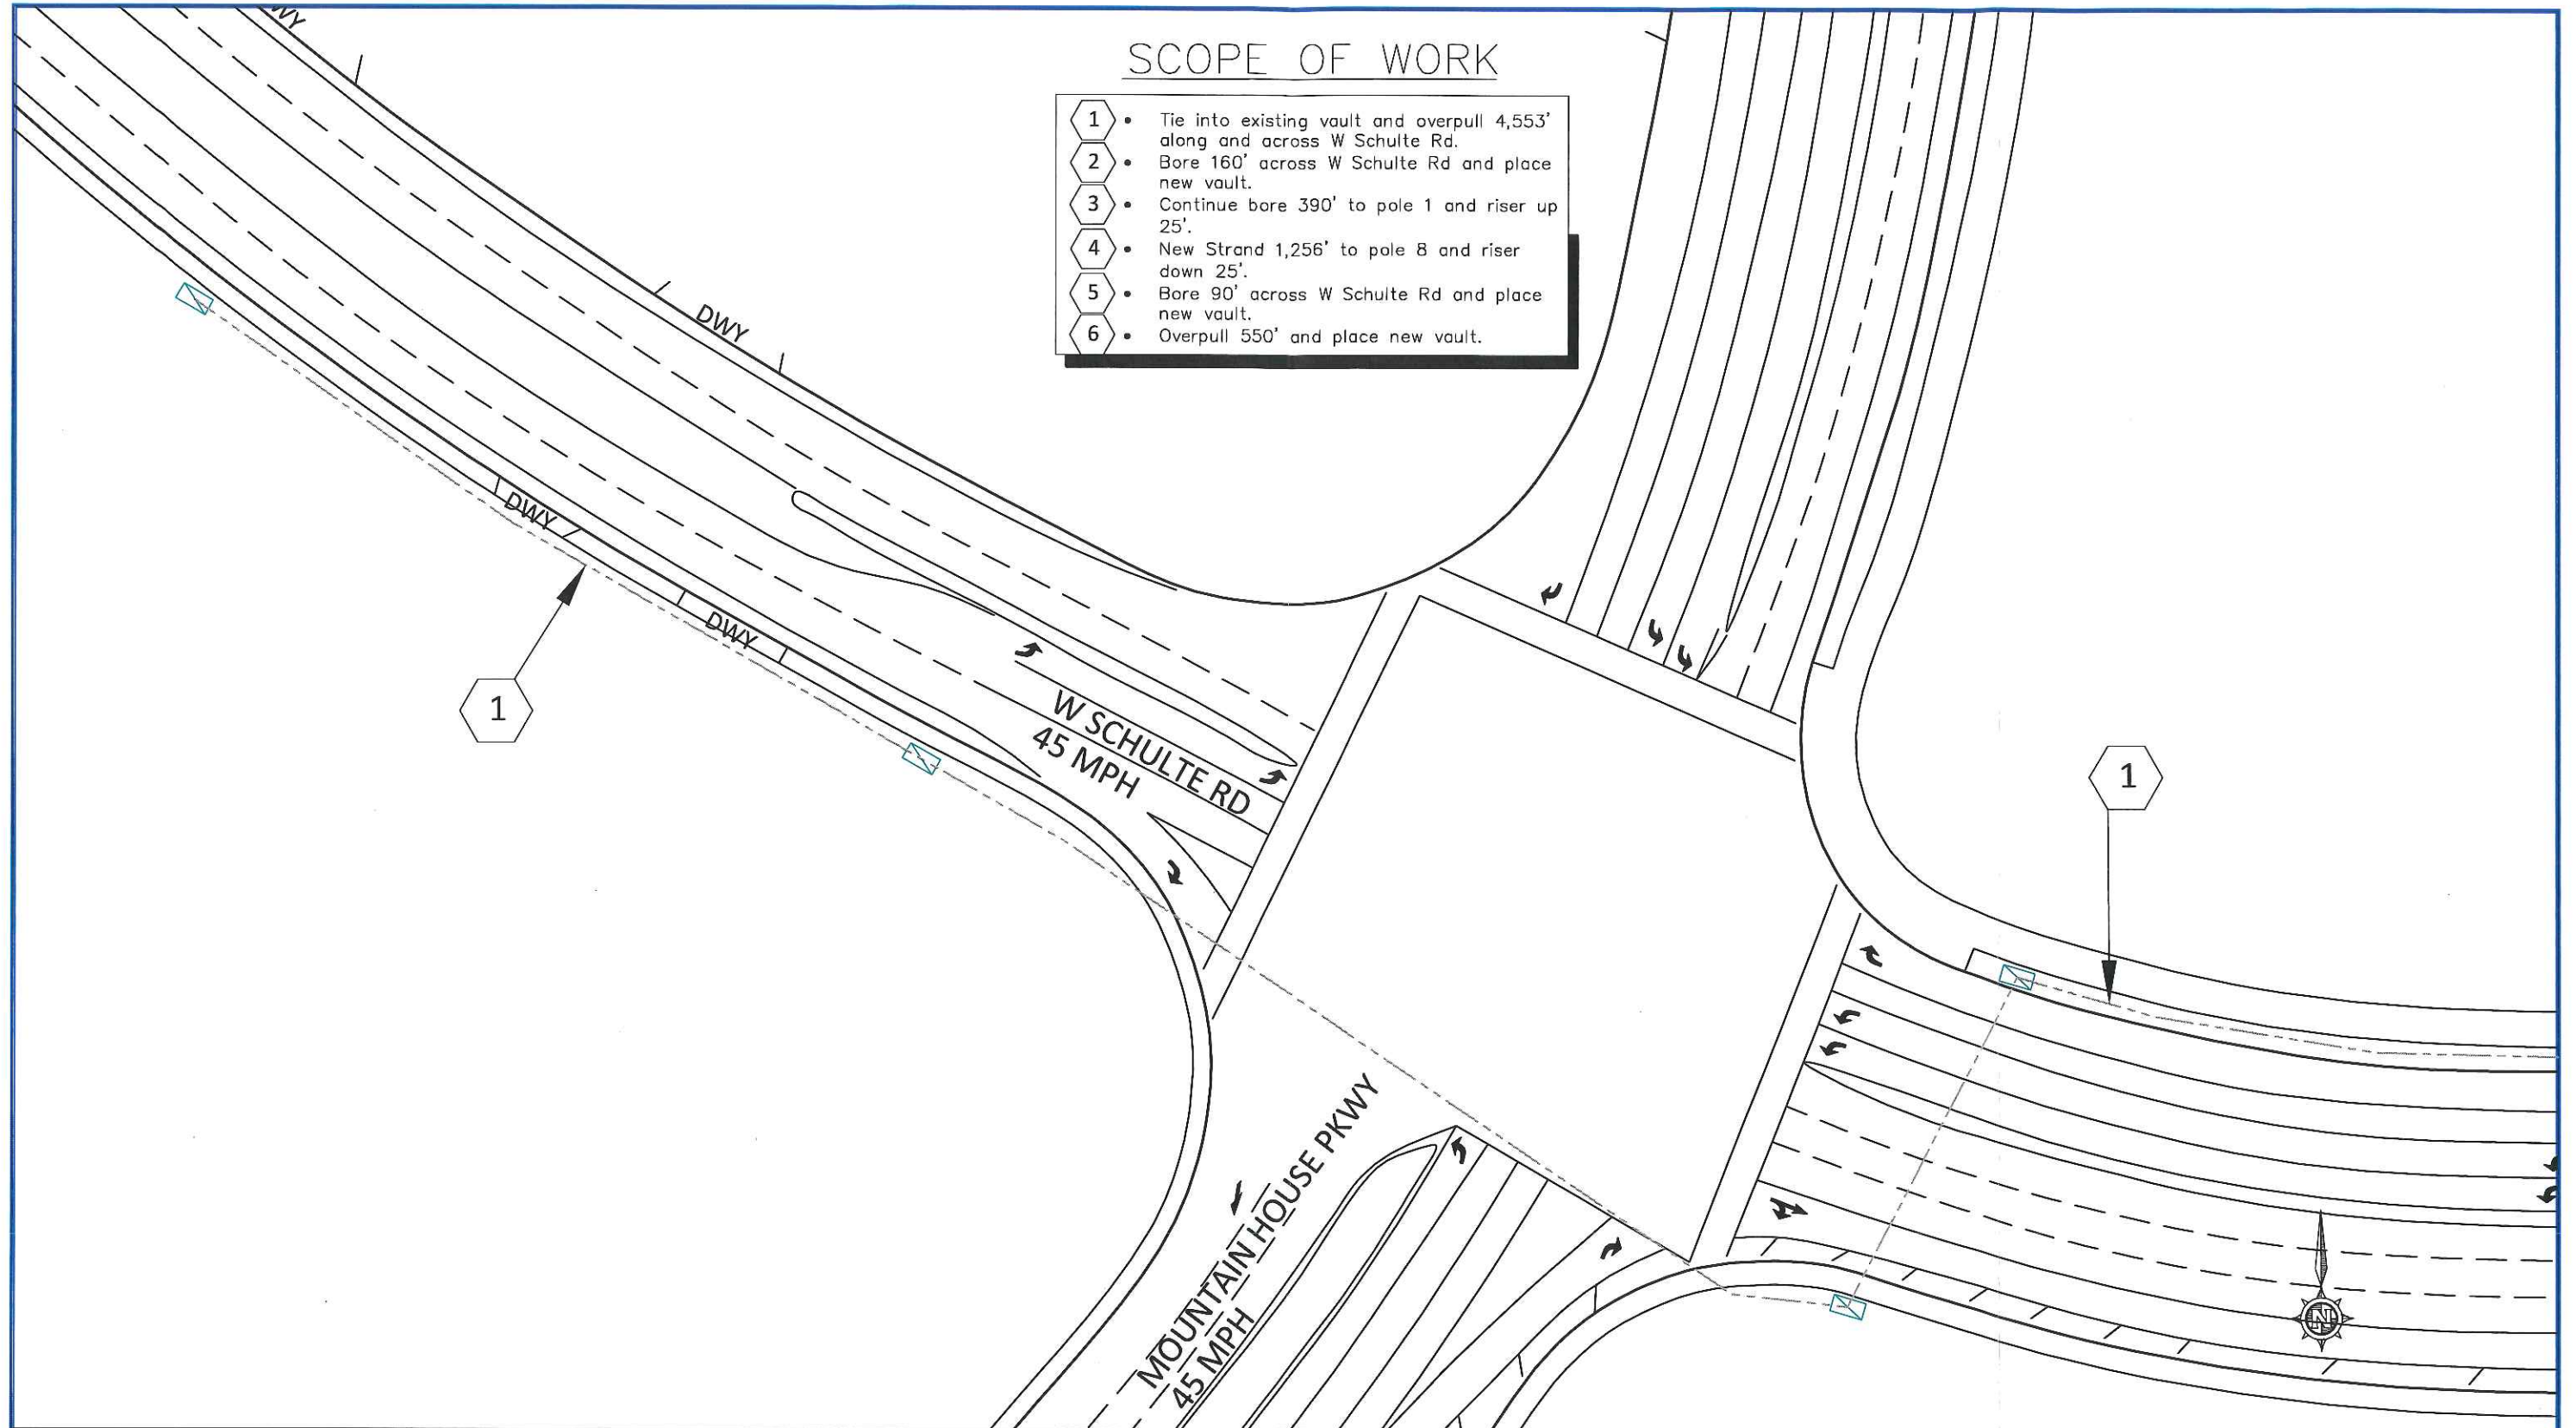 WY
SCOPE OF WORK
1 • Tie into existing vault and overpull 4,553'
along and across W Schulte Rd.
2 • Bore 160' across W Schulte Rd and place
new vault.
3 • Continue bore 390' to pole 1 and riser up
25'.
4 • New Strand 1,256' to pole 8 and riser
down 25'.
5 • Bore 90' across W Schulte Rd and place
new vault.
6 • Overpull 550' and place new vault.
DWY
DWY
DWY
1
W SCHULTE RD
45 MPH
1
MOUNTAIN HOUSE PKWY
45 MPH
N